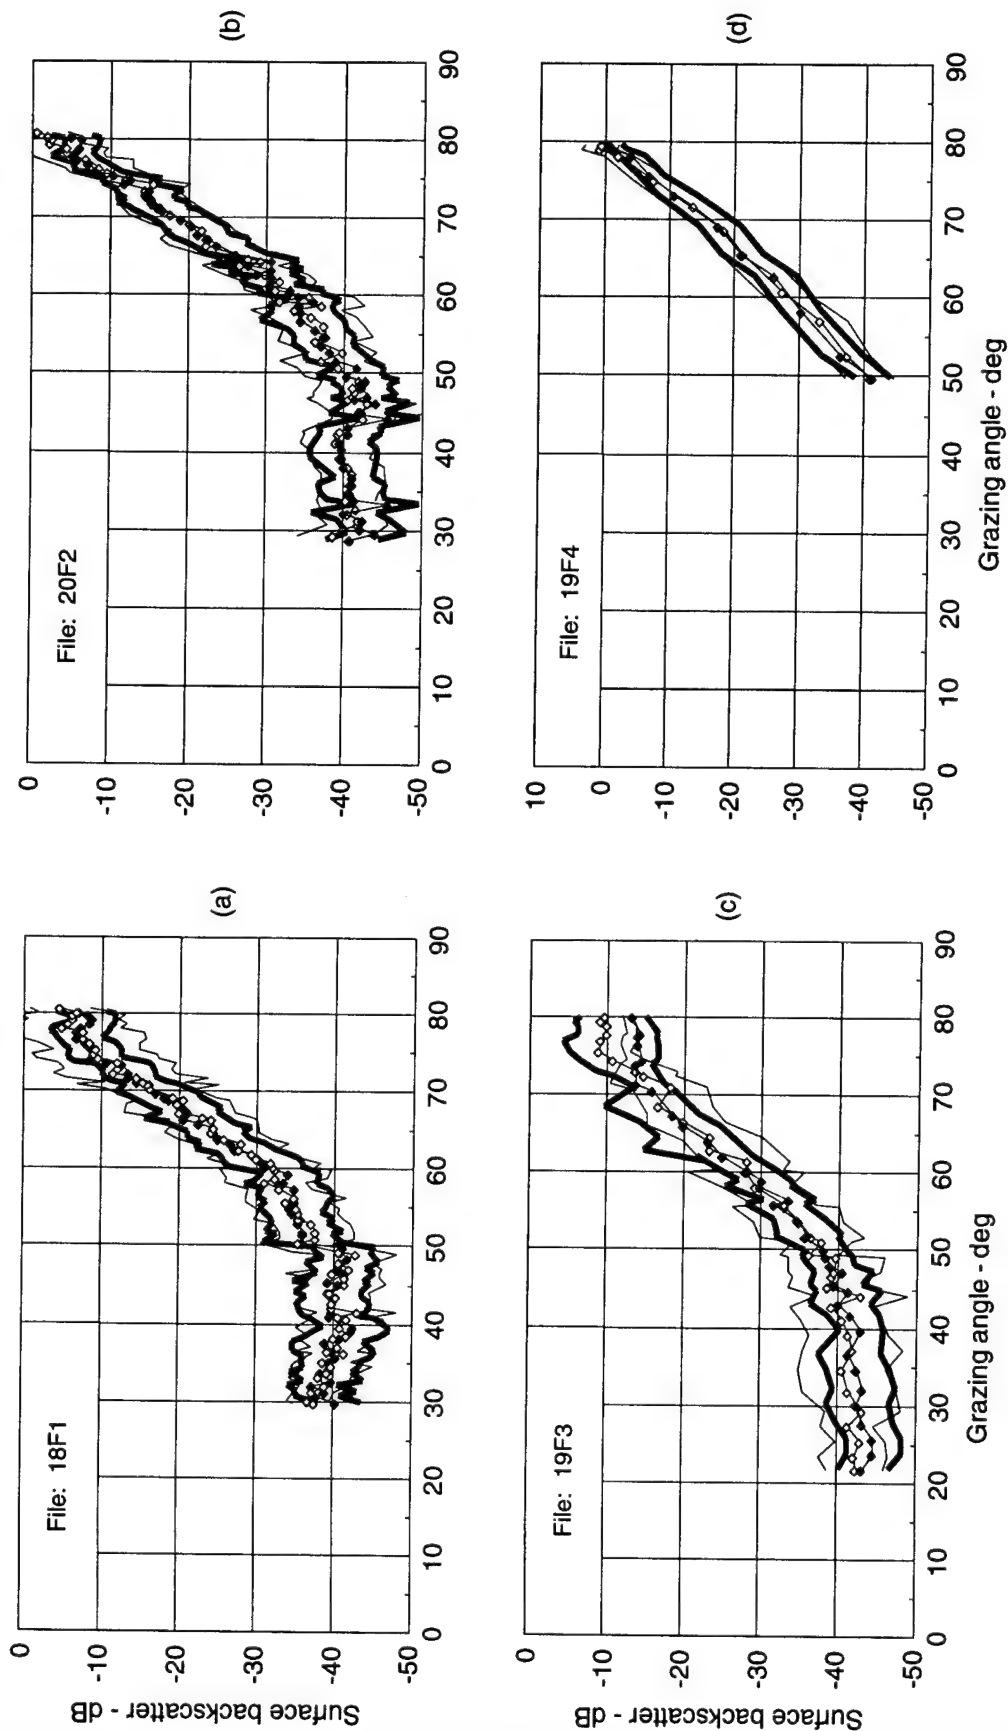 0
-10
-20
-30
-40
-50
Surface backscatter - dB
File: 18F1
0 10 20 30 40 50 60 70 80 90
(a)
0
-10
-20
-30
-40
-50
File: 20F2
0 10 20 30 40 50 60 70 80 90
(b)
0
-10
-20
-30
-40
-50
Surface backscatter - dB
File: 19F3
0 10 20 30 40 50 60 70 80 90
Grazing angle - deg
(c)
10
0
-10
-20
-30
-40
-50
File: 19F4
0 10 20 30 40 50 60 70 80 90
Grazing angle - deg
(d)